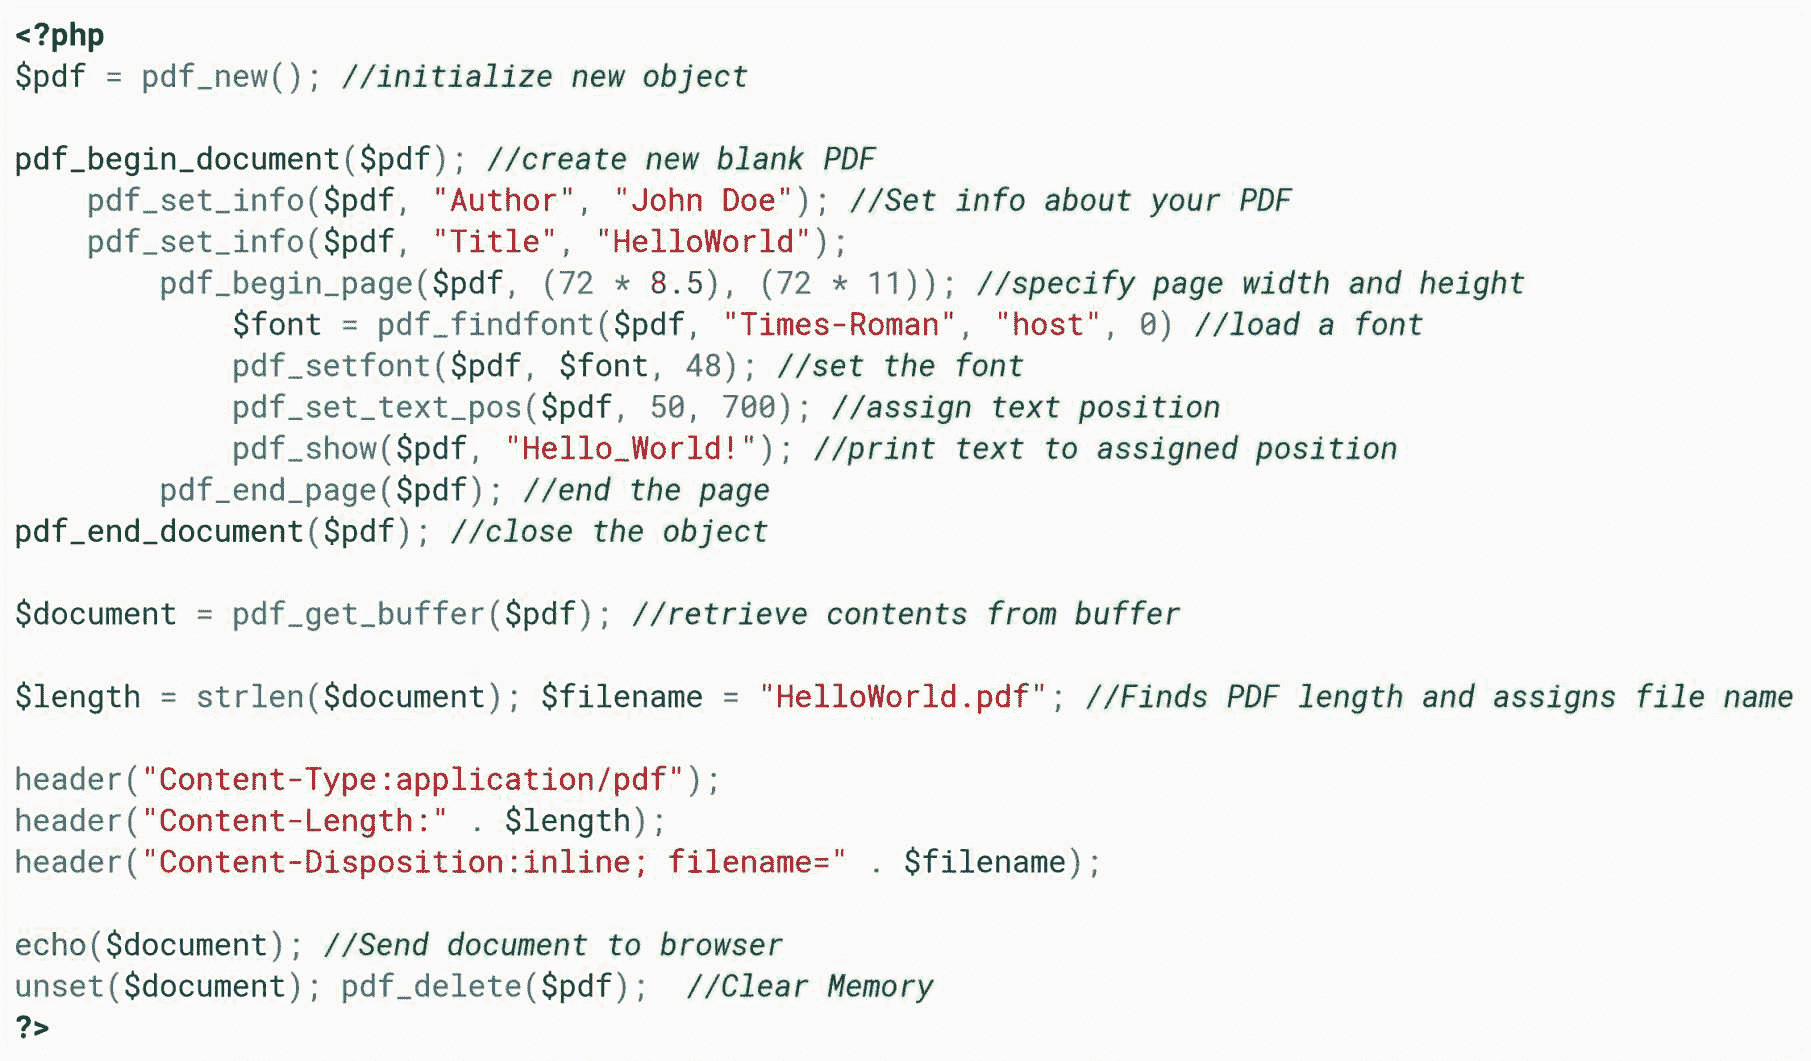 <?php
$pdf = pdf_new(); //initialize new object
pdf_begin_document($pdf); //create new blank PDF
pdf_set_info($pdf, "Author", "John Doe"); //Set info about your PDF
pdf_set_info($pdf, "Title", "HelloWorld");
pdf_begin_page($pdf, (72 * 8.5), (72 * 11)); //specify page width and height
$font = pdf_findfont($pdf, "Times-Roman", "host", 0) //load a font
pdf_setfont($pdf, $font, 48); //set the font
pdf_set_text_pos($pdf, 50, 700); //assign text position
pdf_show($pdf, "Hello_World!"); //print text to assigned position
pdf_end_page($pdf); //end the page
pdf_end_document($pdf); //close the object
$document = pdf_get_buffer($pdf); //retrieve contents from buffer
$length = strlen($document); $filename = "HelloWorld.pdf"; //Finds PDF length and assigns file name
header("Content-Type:application/pdf");
header("Content-Length:" . $length);
header("Content-Disposition:inline; filename=" . $filename);
echo($document); //Send document to browser
unset($document); pdf_delete($pdf);  //Clear Memory
?>